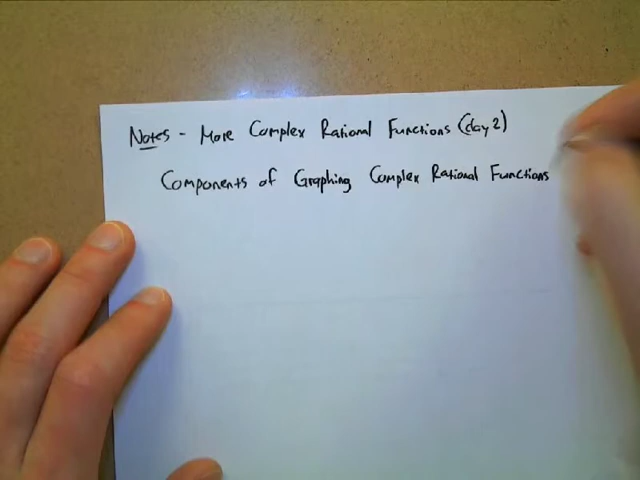 Notes - More Complex Rational Functions (day 2)
Components of Graphing Complex Rational Functions